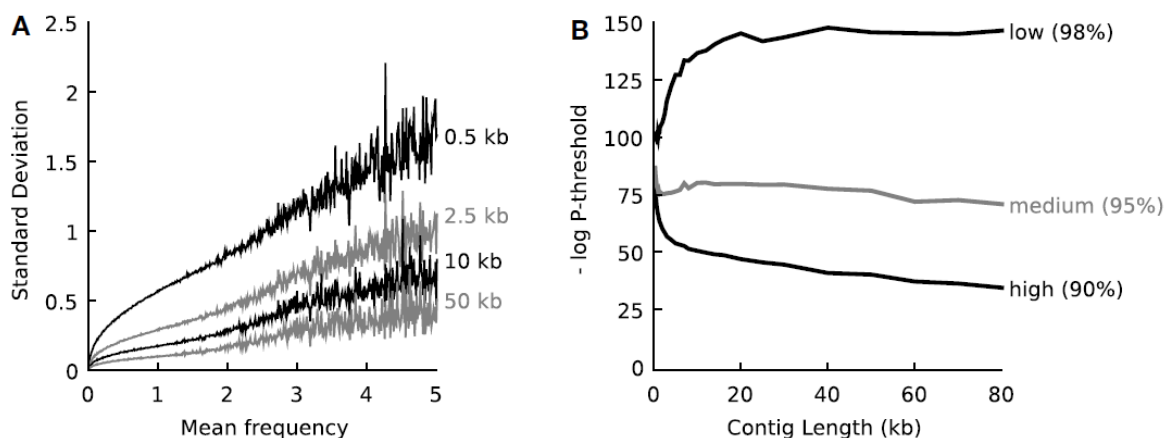 A
Standard Deviation
2.5
2
1.5
1
0.5
0
0 1 2 3 4 5
Mean frequency
0.5 kb
2.5 kb
10 kb
50 kb
B
- log P-threshold
150
125
100
75
50
25
0
0 20 40 60 80
Contig Length (kb)
low (98%)
medium (95%)
high (90%)